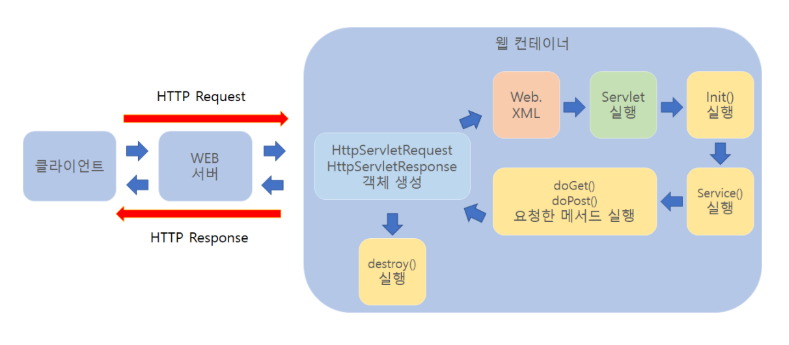 웹 컨테이너
HTTP Request
클라이언트
WEB
서버
HTTP Response
HttpServletRequest
HttpServletResponse
객체 생성
Web.
XML
Servlet
실행
Init()
실행
Service()
실행
doGet()
doPost()
요청한 메서드 실행
destroy()
실행